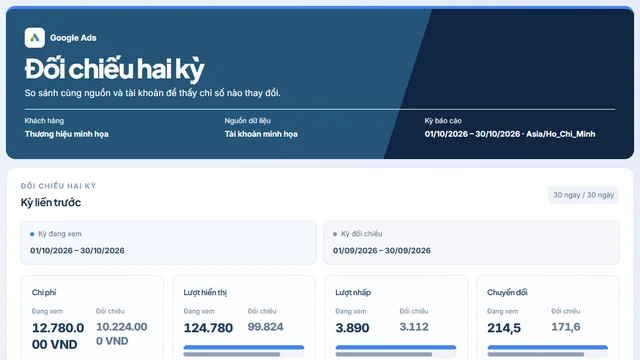 Google Ads
Đối chiếu hai kỳ
So sánh cùng nguồn và tài khoản để thấy chỉ số nào thay đổi.
Khách hàng
Thương hiệu minh họa
Nguồn dữ liệu
Tài khoản minh họa
Kỳ báo cáo
01/10/2026 – 30/10/2026 · Asia/Ho_Chi_Minh
ĐỐI CHIẾU HAI KỲ
Kỳ liền trước
30 ngày / 30 ngày
Kỳ đang xem
01/10/2026 – 30/10/2026
Kỳ đối chiếu
01/09/2026 – 30/09/2026
Chi phí
Đang xem
12.780.0
00 VND
Đối chiếu
10.224.00
0 VND
Lượt hiển thị
Đang xem
124.780
Đối chiếu
99.824
Lượt nhấp
Đang xem
3.890
Đối chiếu
3.112
Chuyển đổi
Đang xem
214,5
Đối chiếu
171,6